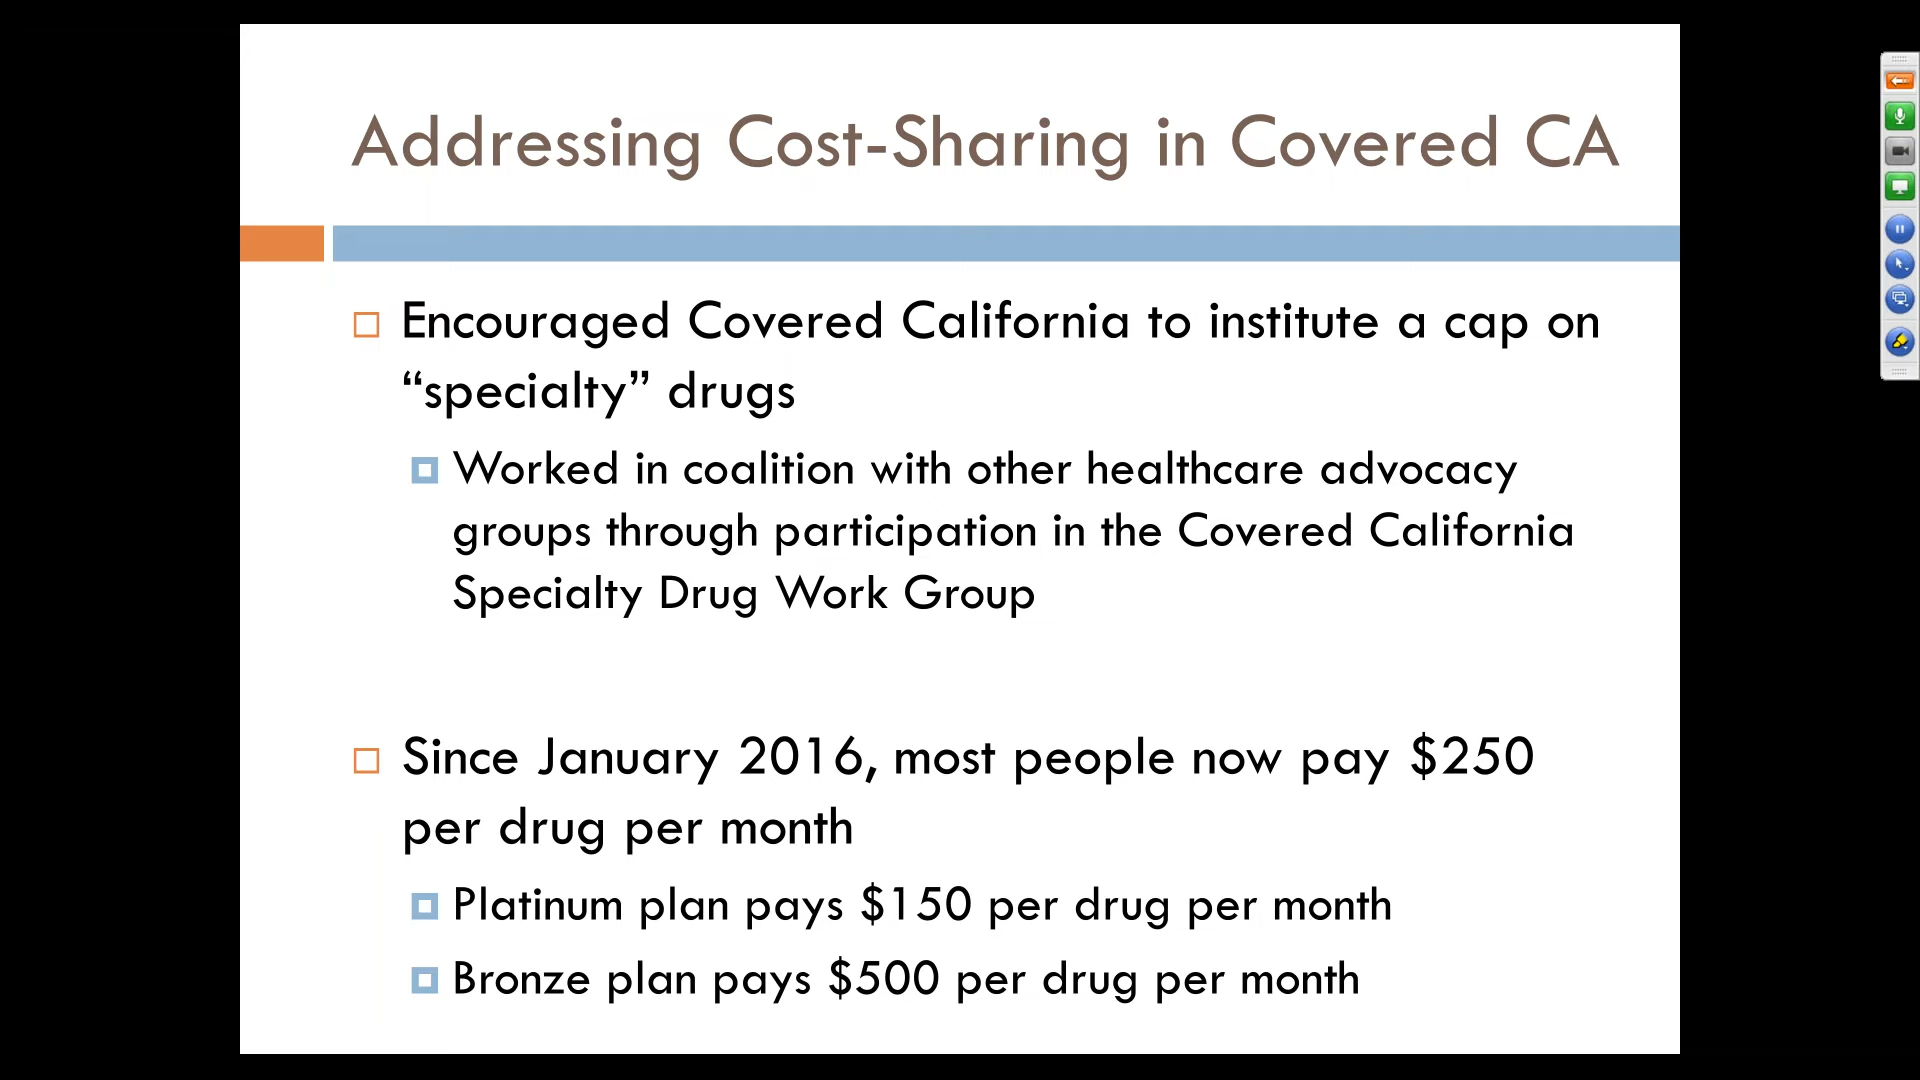 Addressing Cost-Sharing in Covered CA
Encouraged Covered California to institute a cap on
“specialty” drugs
Worked in coalition with other healthcare advocacy
groups through participation in the Covered California
Specialty Drug Work Group
Since January 2016, most people now pay $250
per drug per month
Platinum plan pays $150 per drug per month
Bronze plan pays $500 per drug per month